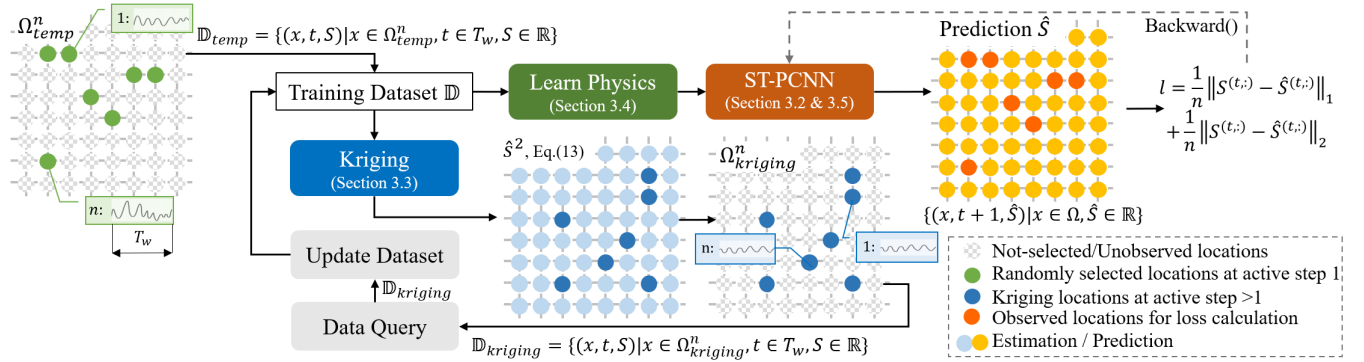 Ω^n_temp
1:
𝔻_temp = {(x, t, S)|x ∈ Ω^n_temp, t ∈ T_w, S ∈ ℝ}
n:
T_w
Training Dataset 𝔻
Learn Physics
(Section 3.4)
ST-PCNN
(Section 3.2 & 3.5)
Prediction Ŝ
Backward()
l = 1/n ‖S^(t,:) − Ŝ^(t,:)‖_1
+ 1/n ‖S^(t,:) − Ŝ^(t,:)‖_2
{(x, t + 1, Ŝ)|x ∈ Ω, Ŝ ∈ ℝ}
Kriging
(Section 3.3)
ŝ^2, Eq.(13)
Ω^n_kriging
n:
1:
Update Dataset
𝔻_kriging
Data Query
𝔻_kriging = {(x, t, S)|x ∈ Ω^n_kriging, t ∈ T_w, S ∈ ℝ}
Not-selected/Unobserved locations
Randomly selected locations at active step 1
Kriging locations at active step >1
Observed locations for loss calculation
Estimation / Prediction